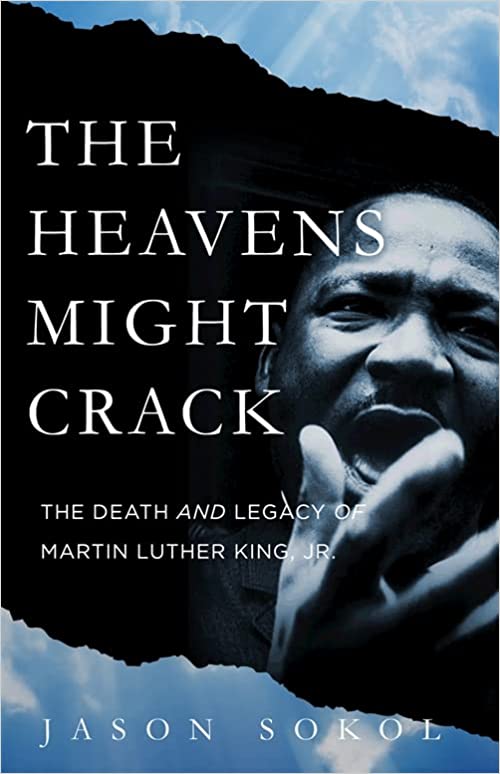 THE
HEAVENS
MIGHT
CRACK
THE DEATH AND LEGACY OF
MARTIN LUTHER KING, JR.
JASON SOKOL